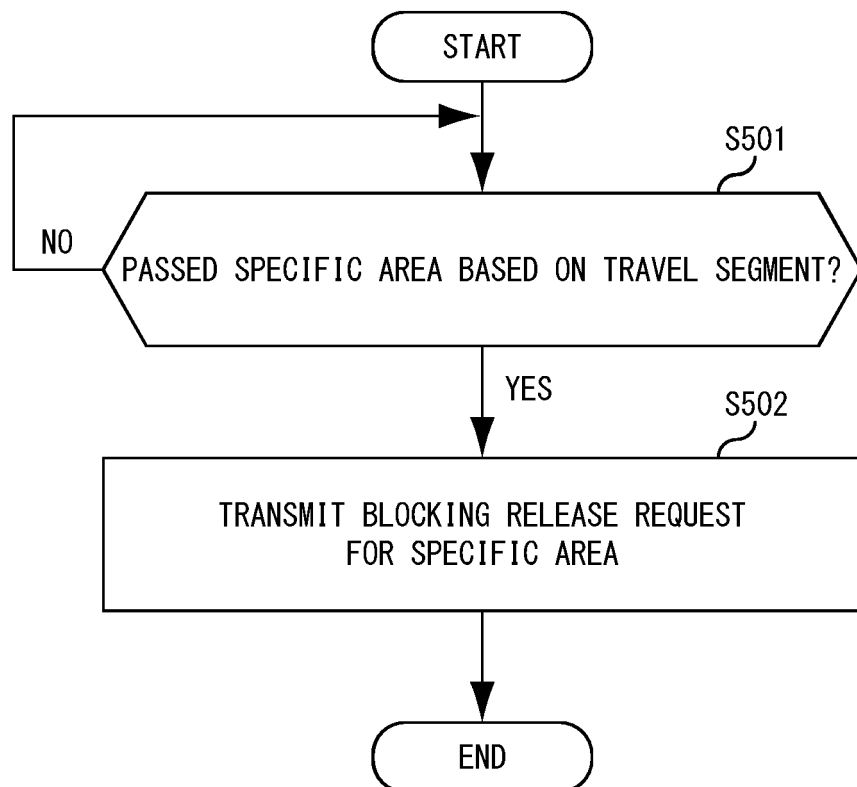 START
S501
NO
PASSED SPECIFIC AREA BASED ON TRAVEL SEGMENT?
YES
S502
TRANSMIT BLOCKING RELEASE REQUEST
FOR SPECIFIC AREA
END